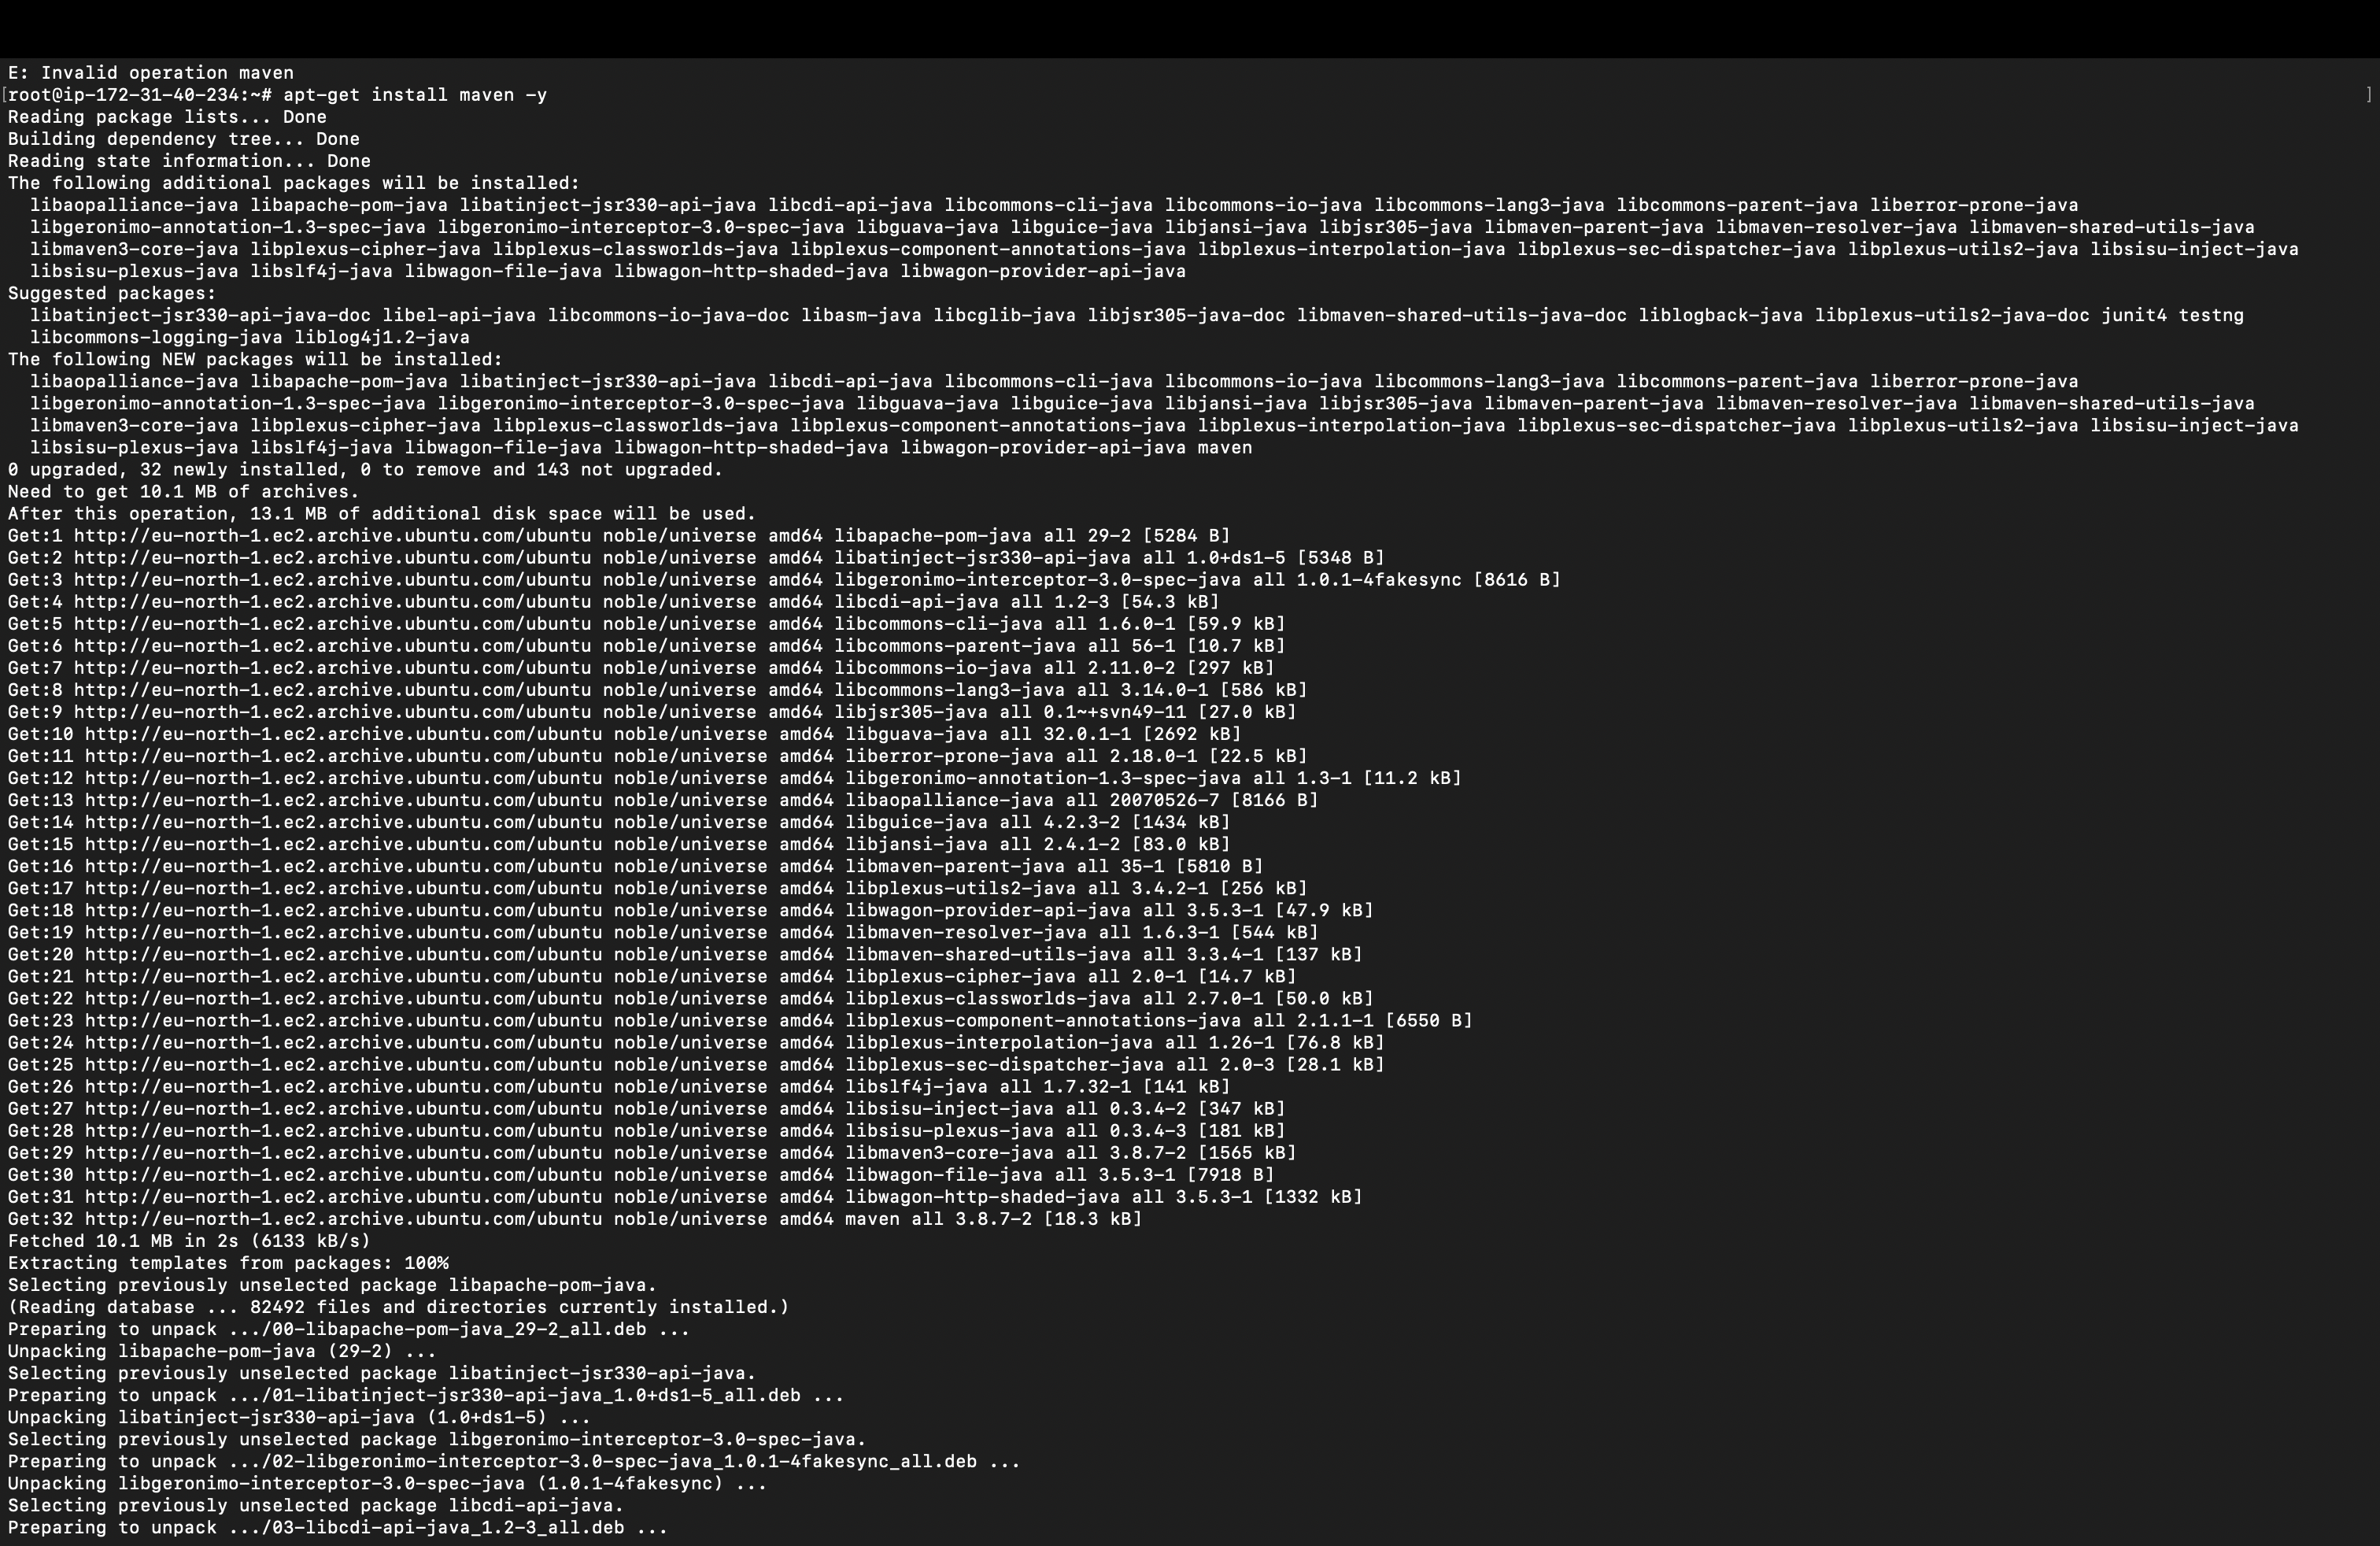 E: Invalid operation maven
[root@ip-172-31-40-234:~# apt-get install maven -y ]
Reading package lists... Done
Building dependency tree... Done
Reading state information... Done
The following additional packages will be installed:
  libaopalliance-java libapache-pom-java libatinject-jsr330-api-java libcdi-api-java libcommons-cli-java libcommons-io-java libcommons-lang3-java libcommons-parent-java liberror-prone-java
  libgeronimo-annotation-1.3-spec-java libgeronimo-interceptor-3.0-spec-java libguava-java libguice-java libjansi-java libjsr305-java libmaven-parent-java libmaven-resolver-java libmaven-shared-utils-java
  libmaven3-core-java libplexus-cipher-java libplexus-classworlds-java libplexus-component-annotations-java libplexus-interpolation-java libplexus-sec-dispatcher-java libplexus-utils2-java libsisu-inject-java
  libsisu-plexus-java libslf4j-java libwagon-file-java libwagon-http-shaded-java libwagon-provider-api-java
Suggested packages:
  libatinject-jsr330-api-java-doc libel-api-java libcommons-io-java-doc libasm-java libcglib-java libjsr305-java-doc libmaven-shared-utils-java-doc liblogback-java libplexus-utils2-java-doc junit4 testng
  libcommons-logging-java liblog4j1.2-java
The following NEW packages will be installed:
  libaopalliance-java libapache-pom-java libatinject-jsr330-api-java libcdi-api-java libcommons-cli-java libcommons-io-java libcommons-lang3-java libcommons-parent-java liberror-prone-java
  libgeronimo-annotation-1.3-spec-java libgeronimo-interceptor-3.0-spec-java libguava-java libguice-java libjansi-java libjsr305-java libmaven-parent-java libmaven-resolver-java libmaven-shared-utils-java
  libmaven3-core-java libplexus-cipher-java libplexus-classworlds-java libplexus-component-annotations-java libplexus-interpolation-java libplexus-sec-dispatcher-java libplexus-utils2-java libsisu-inject-java
  libsisu-plexus-java libslf4j-java libwagon-file-java libwagon-http-shaded-java libwagon-provider-api-java maven
0 upgraded, 32 newly installed, 0 to remove and 143 not upgraded.
Need to get 10.1 MB of archives.
After this operation, 13.1 MB of additional disk space will be used.
Get:1 http://eu-north-1.ec2.archive.ubuntu.com/ubuntu noble/universe amd64 libapache-pom-java all 29-2 [5284 B]
Get:2 http://eu-north-1.ec2.archive.ubuntu.com/ubuntu noble/universe amd64 libatinject-jsr330-api-java all 1.0+ds1-5 [5348 B]
Get:3 http://eu-north-1.ec2.archive.ubuntu.com/ubuntu noble/universe amd64 libgeronimo-interceptor-3.0-spec-java all 1.0.1-4fakesync [8616 B]
Get:4 http://eu-north-1.ec2.archive.ubuntu.com/ubuntu noble/universe amd64 libcdi-api-java all 1.2-3 [54.3 kB]
Get:5 http://eu-north-1.ec2.archive.ubuntu.com/ubuntu noble/universe amd64 libcommons-cli-java all 1.6.0-1 [59.9 kB]
Get:6 http://eu-north-1.ec2.archive.ubuntu.com/ubuntu noble/universe amd64 libcommons-parent-java all 56-1 [10.7 kB]
Get:7 http://eu-north-1.ec2.archive.ubuntu.com/ubuntu noble/universe amd64 libcommons-io-java all 2.11.0-2 [297 kB]
Get:8 http://eu-north-1.ec2.archive.ubuntu.com/ubuntu noble/universe amd64 libcommons-lang3-java all 3.14.0-1 [586 kB]
Get:9 http://eu-north-1.ec2.archive.ubuntu.com/ubuntu noble/universe amd64 libjsr305-java all 0.1~+svn49-11 [27.0 kB]
Get:10 http://eu-north-1.ec2.archive.ubuntu.com/ubuntu noble/universe amd64 libguava-java all 32.0.1-1 [2692 kB]
Get:11 http://eu-north-1.ec2.archive.ubuntu.com/ubuntu noble/universe amd64 liberror-prone-java all 2.18.0-1 [22.5 kB]
Get:12 http://eu-north-1.ec2.archive.ubuntu.com/ubuntu noble/universe amd64 libgeronimo-annotation-1.3-spec-java all 1.3-1 [11.2 kB]
Get:13 http://eu-north-1.ec2.archive.ubuntu.com/ubuntu noble/universe amd64 libaopalliance-java all 20070526-7 [8166 B]
Get:14 http://eu-north-1.ec2.archive.ubuntu.com/ubuntu noble/universe amd64 libguice-java all 4.2.3-2 [1434 kB]
Get:15 http://eu-north-1.ec2.archive.ubuntu.com/ubuntu noble/universe amd64 libjansi-java all 2.4.1-2 [83.0 kB]
Get:16 http://eu-north-1.ec2.archive.ubuntu.com/ubuntu noble/universe amd64 libmaven-parent-java all 35-1 [5810 B]
Get:17 http://eu-north-1.ec2.archive.ubuntu.com/ubuntu noble/universe amd64 libplexus-utils2-java all 3.4.2-1 [256 kB]
Get:18 http://eu-north-1.ec2.archive.ubuntu.com/ubuntu noble/universe amd64 libwagon-provider-api-java all 3.5.3-1 [47.9 kB]
Get:19 http://eu-north-1.ec2.archive.ubuntu.com/ubuntu noble/universe amd64 libmaven-resolver-java all 1.6.3-1 [544 kB]
Get:20 http://eu-north-1.ec2.archive.ubuntu.com/ubuntu noble/universe amd64 libmaven-shared-utils-java all 3.3.4-1 [137 kB]
Get:21 http://eu-north-1.ec2.archive.ubuntu.com/ubuntu noble/universe amd64 libplexus-cipher-java all 2.0-1 [14.7 kB]
Get:22 http://eu-north-1.ec2.archive.ubuntu.com/ubuntu noble/universe amd64 libplexus-classworlds-java all 2.7.0-1 [50.0 kB]
Get:23 http://eu-north-1.ec2.archive.ubuntu.com/ubuntu noble/universe amd64 libplexus-component-annotations-java all 2.1.1-1 [6550 B]
Get:24 http://eu-north-1.ec2.archive.ubuntu.com/ubuntu noble/universe amd64 libplexus-interpolation-java all 1.26-1 [76.8 kB]
Get:25 http://eu-north-1.ec2.archive.ubuntu.com/ubuntu noble/universe amd64 libplexus-sec-dispatcher-java all 2.0-3 [28.1 kB]
Get:26 http://eu-north-1.ec2.archive.ubuntu.com/ubuntu noble/universe amd64 libslf4j-java all 1.7.32-1 [141 kB]
Get:27 http://eu-north-1.ec2.archive.ubuntu.com/ubuntu noble/universe amd64 libsisu-inject-java all 0.3.4-2 [347 kB]
Get:28 http://eu-north-1.ec2.archive.ubuntu.com/ubuntu noble/universe amd64 libsisu-plexus-java all 0.3.4-3 [181 kB]
Get:29 http://eu-north-1.ec2.archive.ubuntu.com/ubuntu noble/universe amd64 libmaven3-core-java all 3.8.7-2 [1565 kB]
Get:30 http://eu-north-1.ec2.archive.ubuntu.com/ubuntu noble/universe amd64 libwagon-file-java all 3.5.3-1 [7918 B]
Get:31 http://eu-north-1.ec2.archive.ubuntu.com/ubuntu noble/universe amd64 libwagon-http-shaded-java all 3.5.3-1 [1332 kB]
Get:32 http://eu-north-1.ec2.archive.ubuntu.com/ubuntu noble/universe amd64 maven all 3.8.7-2 [18.3 kB]
Fetched 10.1 MB in 2s (6133 kB/s)
Extracting templates from packages: 100%
Selecting previously unselected package libapache-pom-java.
(Reading database ... 82492 files and directories currently installed.)
Preparing to unpack .../00-libapache-pom-java_29-2_all.deb ...
Unpacking libapache-pom-java (29-2) ...
Selecting previously unselected package libatinject-jsr330-api-java.
Preparing to unpack .../01-libatinject-jsr330-api-java_1.0+ds1-5_all.deb ...
Unpacking libatinject-jsr330-api-java (1.0+ds1-5) ...
Selecting previously unselected package libgeronimo-interceptor-3.0-spec-java.
Preparing to unpack .../02-libgeronimo-interceptor-3.0-spec-java_1.0.1-4fakesync_all.deb ...
Unpacking libgeronimo-interceptor-3.0-spec-java (1.0.1-4fakesync) ...
Selecting previously unselected package libcdi-api-java.
Preparing to unpack .../03-libcdi-api-java_1.2-3_all.deb ...